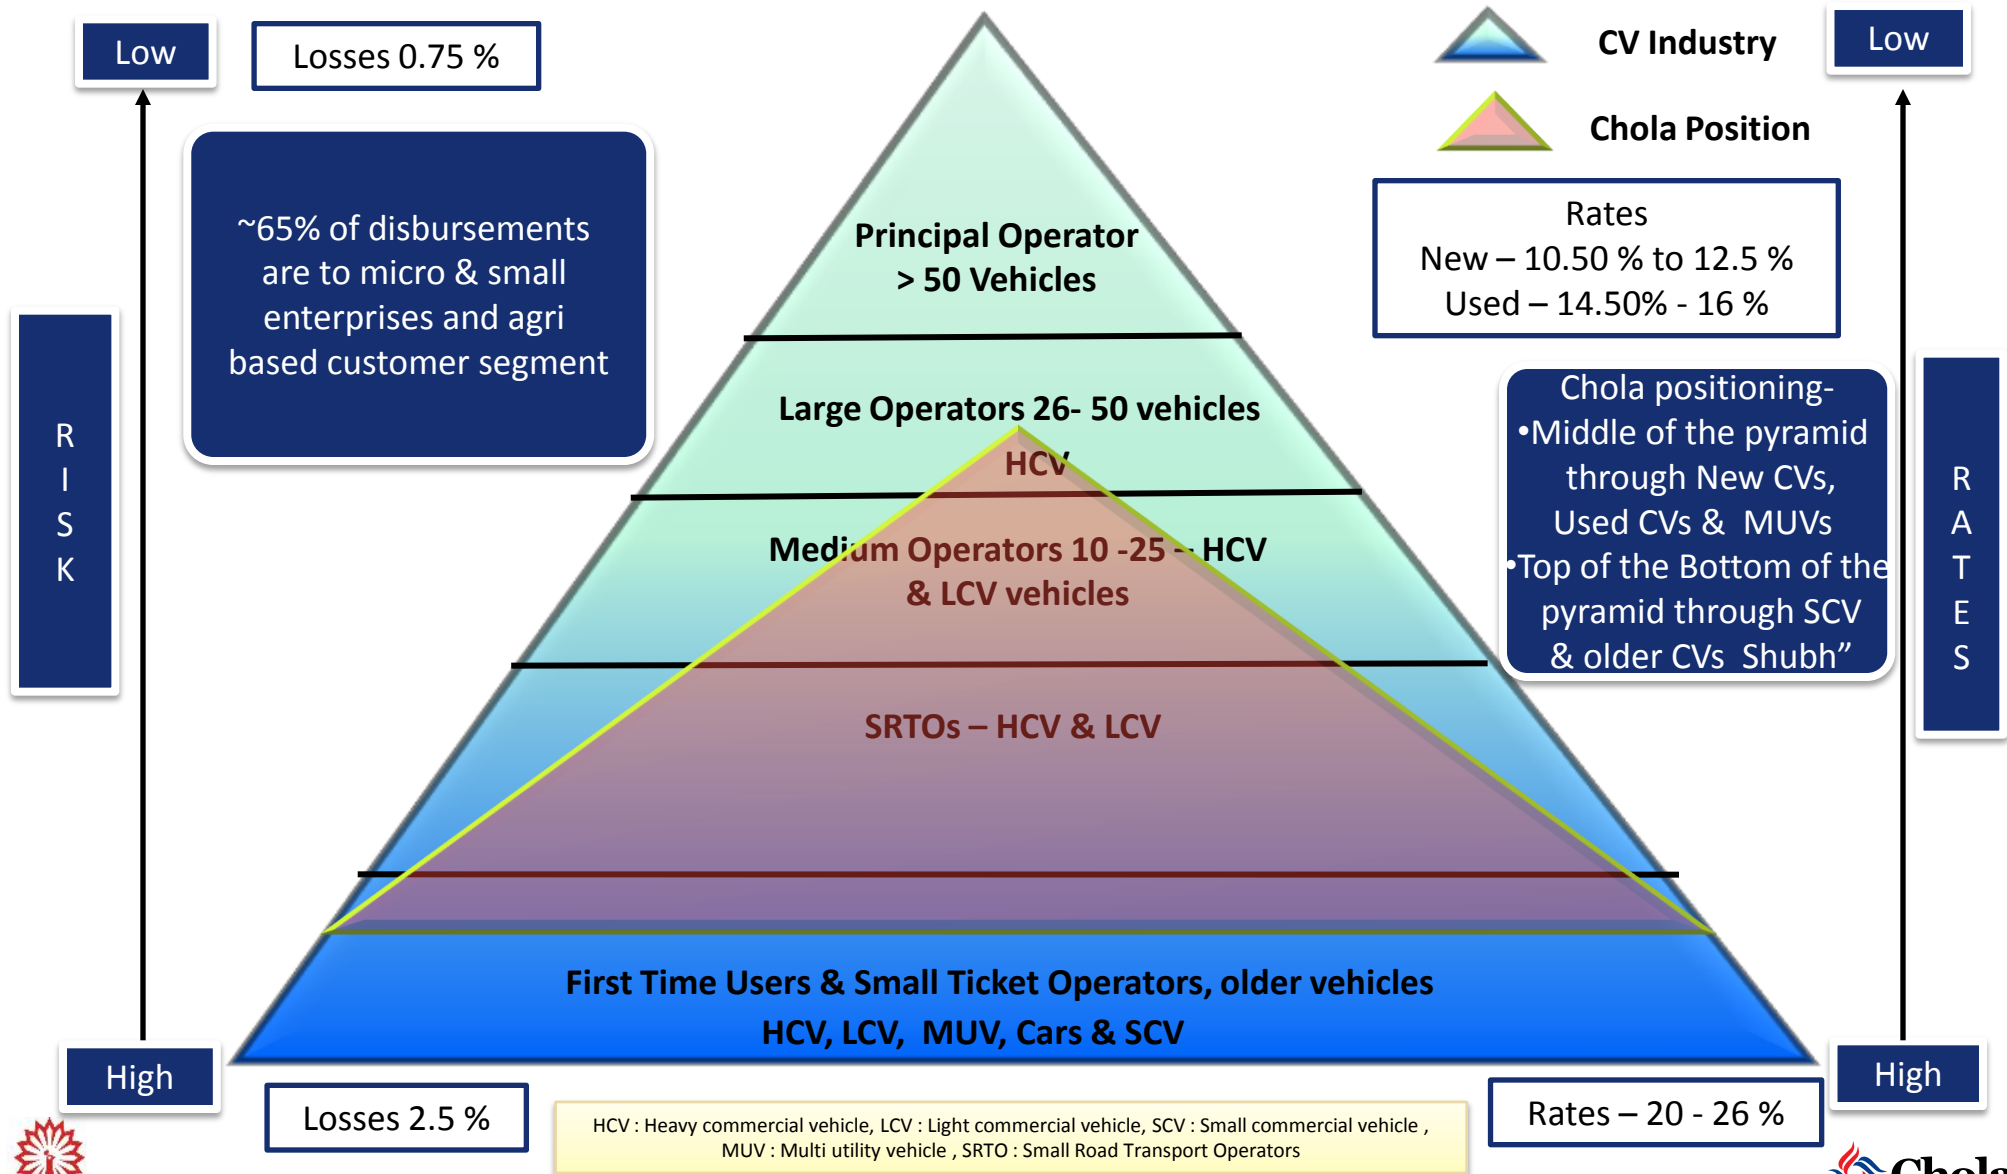 Low
Losses 0.75 %
CV Industry
Low
Chola Position
~65% of disbursements
are to micro & small
enterprises and agri
based customer segment
Rates
New – 10.50 % to 12.5 %
Used – 14.50% - 16 %
Principal Operator
> 50 Vehicles
Large Operators 26- 50 vehicles
HCV
Medium Operators 10 -25 – HCV
& LCV vehicles
SRTOs – HCV & LCV
First Time Users & Small Ticket Operators, older vehicles
HCV, LCV,  MUV, Cars & SCV
R
I
S
K
Chola positioning-
•Middle of the pyramid
through New CVs,
Used CVs &  MUVs
•Top of the Bottom of the
pyramid through SCV
& older CVs  Shubh”
R
A
T
E
S
High
Losses 2.5 %
HCV : Heavy commercial vehicle, LCV : Light commercial vehicle, SCV : Small commercial vehicle ,
MUV : Multi utility vehicle , SRTO : Small Road Transport Operators
Rates – 20 - 26 %
High
Chola